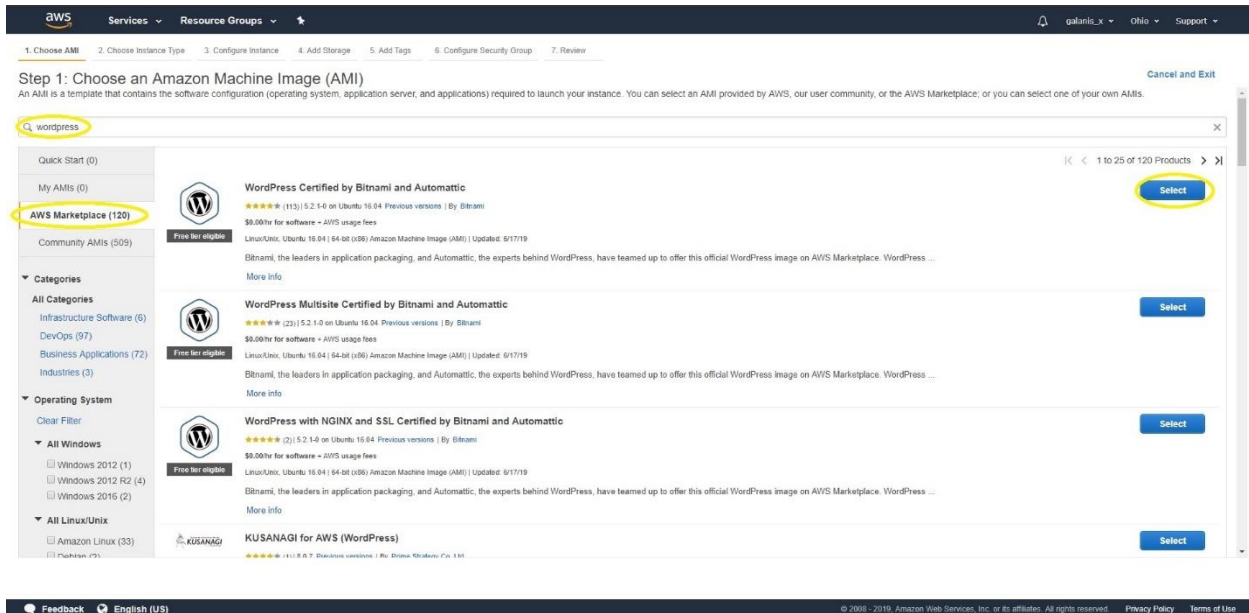 aws Services Resource Groups galanis_x Ohio Support
1. Choose AMI 2. Choose Instance Type 3. Configure Instance 4. Add Storage 5. Add Tags 6. Configure Security Group 7. Review
Step 1: Choose an Amazon Machine Image (AMI) Cancel and Exit
An AMI is a template that contains the software configuration (operating system, application server, and applications) required to launch your instance. You can select an AMI provided by AWS, our user community, or the AWS Marketplace; or you can select one of your own AMIs.
wordpress
Quick Start (0)
My AMIs (0)
AWS Marketplace (120)
Community AMIs (509)
Categories
All Categories
Infrastructure Software (6)
DevOps (97)
Business Applications (72)
Industries (3)
Operating System
Clear Filter
All Windows
Windows 2012 (1)
Windows 2012 R2 (4)
Windows 2016 (2)
All Linux/Unix
Amazon Linux (33)
Debian (2)
1 to 25 of 120 Products
WordPress Certified by Bitnami and Automattic Select
(113) | 5.2.1-0 on Ubuntu 16.04 Previous versions | By Bitnami
$0.00/hr for software + AWS usage fees
Free tier eligible Linux/Unix, Ubuntu 16.04 | 64-bit (x86) Amazon Machine Image (AMI) | Updated: 6/17/19
Bitnami, the leaders in application packaging, and Automattic, the experts behind WordPress, have teamed up to offer this official WordPress image on AWS Marketplace. WordPress ...
More info
WordPress Multisite Certified by Bitnami and Automattic Select
(23) | 5.2.1-0 on Ubuntu 16.04 Previous versions | By Bitnami
$0.00/hr for software + AWS usage fees
Free tier eligible Linux/Unix, Ubuntu 16.04 | 64-bit (x86) Amazon Machine Image (AMI) | Updated: 6/17/19
Bitnami, the leaders in application packaging, and Automattic, the experts behind WordPress, have teamed up to offer this official WordPress image on AWS Marketplace. WordPress ...
More info
WordPress with NGINX and SSL Certified by Bitnami and Automattic Select
(2) | 5.2.1-0 on Ubuntu 16.04 Previous versions | By Bitnami
$0.00/hr for software + AWS usage fees
Free tier eligible Linux/Unix, Ubuntu 16.04 | 64-bit (x86) Amazon Machine Image (AMI) | Updated: 6/17/19
Bitnami, the leaders in application packaging, and Automattic, the experts behind WordPress, have teamed up to offer this official WordPress image on AWS Marketplace. WordPress ...
More info
KUSANAGI KUSANAGI for AWS (WordPress) Select
(1) | 8.0.7 Previous versions | By Prime Strategy Co. Ltd.
Feedback English (US) © 2008 - 2019, Amazon Web Services, Inc. or its affiliates. All rights reserved. Privacy Policy Terms of Use